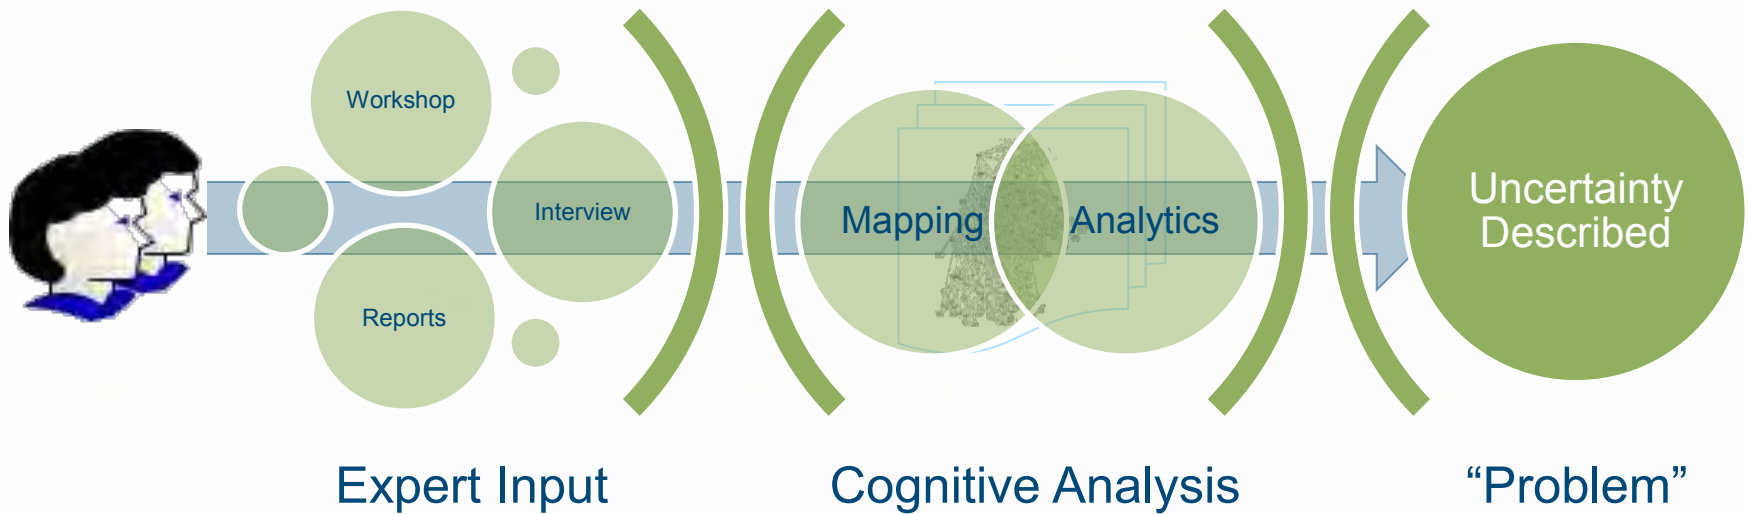 Workshop
Interview
Reports
Mapping
Analytics
Uncertainty
Described
Expert Input
Cognitive Analysis
“Problem”